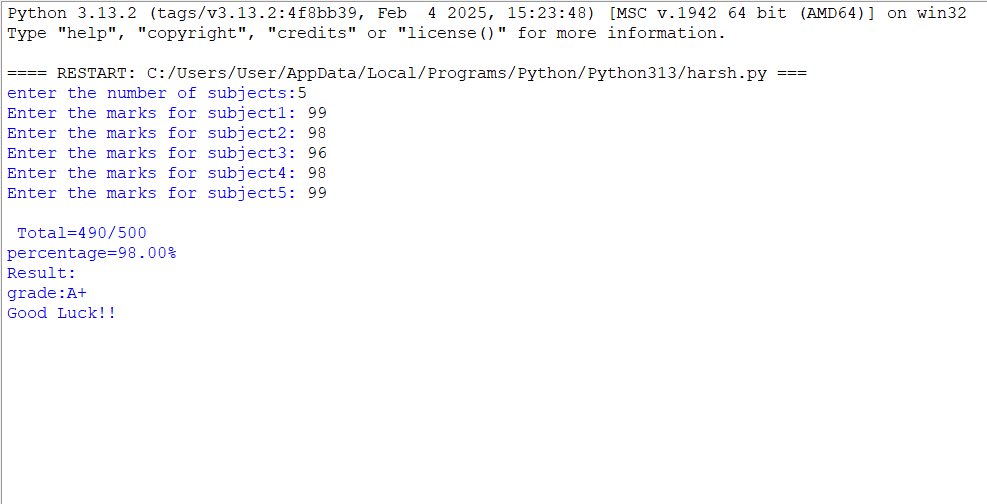 Python 3.13.2 (tags/v3.13.2:4f8bb39, Feb  4 2025, 15:23:48) [MSC v.1942 64 bit (AMD64)] on win32
Type "help", "copyright", "credits" or "license()" for more information.

==== RESTART: C:/Users/User/AppData/Local/Programs/Python/Python313/harsh.py ===
enter the number of subjects:5
Enter the marks for subject1: 99
Enter the marks for subject2: 98
Enter the marks for subject3: 96
Enter the marks for subject4: 98
Enter the marks for subject5: 99

 Total=490/500
percentage=98.00%
Result:
grade:A+
Good Luck!!